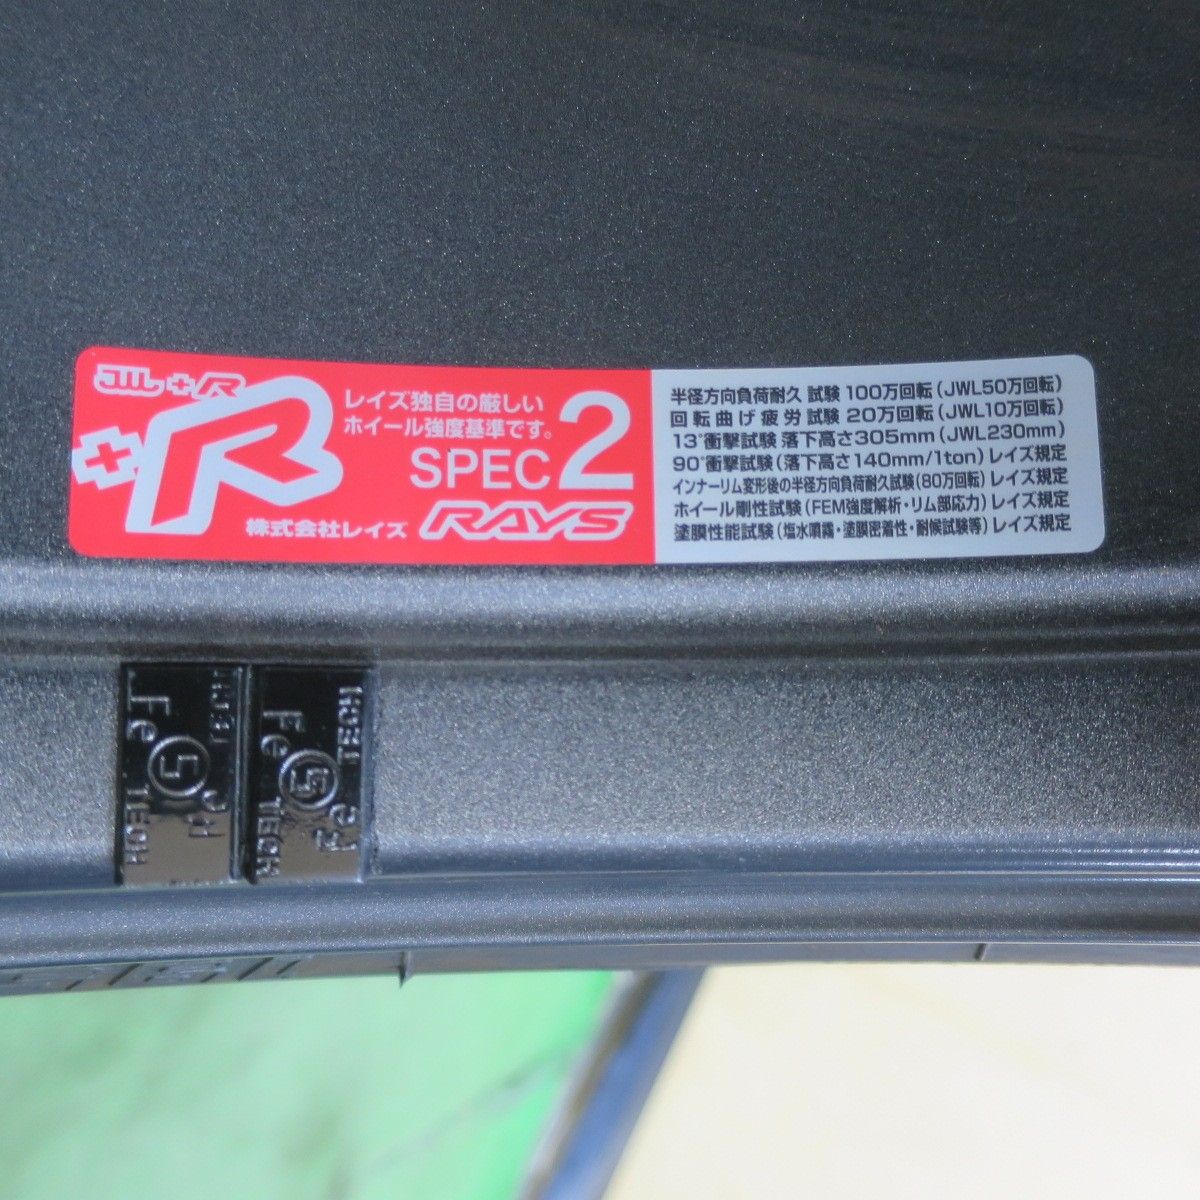 JWL+R
+R
レイズ独自の厳しい
ホイール強度基準です。
SPEC 2
株式会社レイズ RAYS
半径方向負荷耐久 試験 100万回転(JWL50万回転)
回転曲げ疲労試験 20万回転(JWL10万回転)
13°衝撃試験 落下高さ305mm(JWL230mm)
90°衝撃試験(落下高さ140mm/1ton)レイズ規定
インナーリム変形後の半径方向負荷耐久試験(80万回転)レイズ規定
ホイール剛性試験(FEM強度解析・リム部応力)レイズ規定
塗膜性能試験(塩水噴霧・塗膜密着性・耐候試験等)レイズ規定
Fe 5 TECH
Fe 5 TECH
TECH